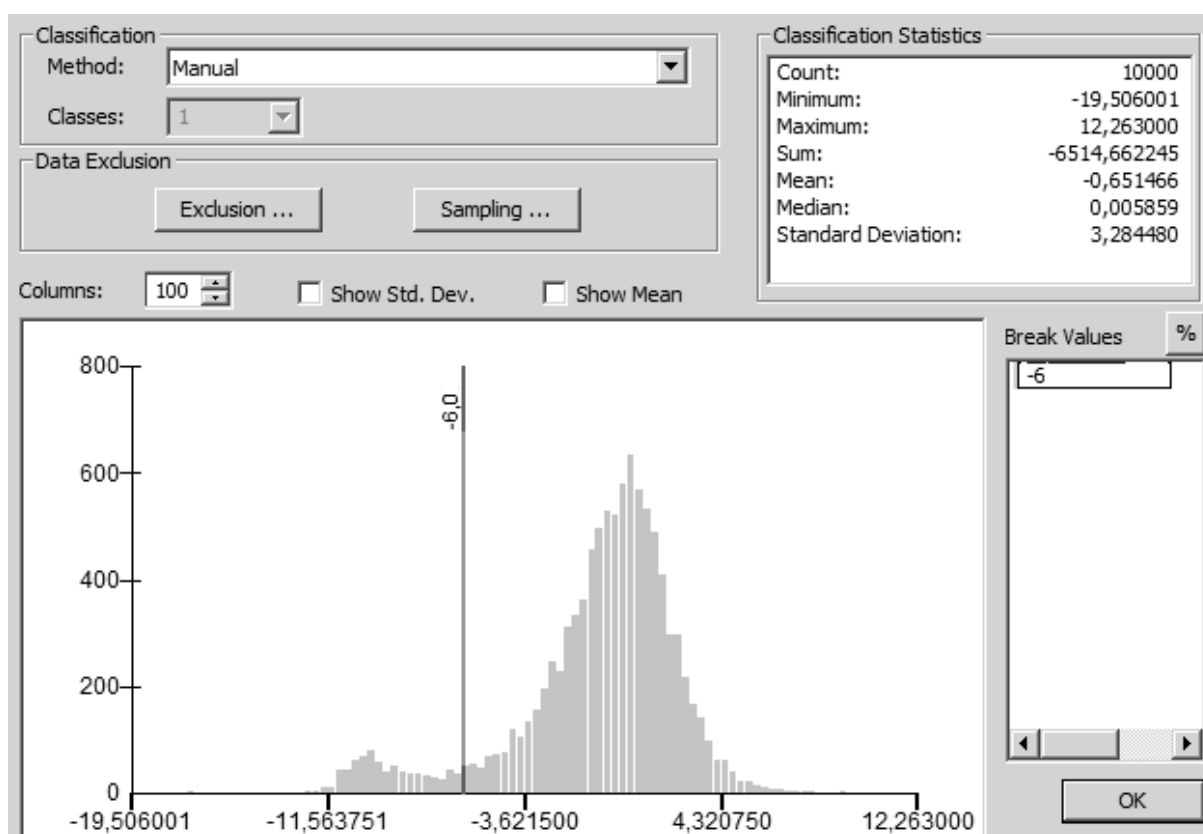 Classification
Method:
Manual
Classes:
1
Classification Statistics
Count: 10000
Minimum: -19,506001
Maximum: 12,263000
Sum: -6514,662245
Mean: -0,651466
Median: 0,005859
Standard Deviation: 3,284480
Data Exclusion
Exclusion ...
Sampling ...
Columns:
100
Show Std. Dev.
Show Mean
Break Values
%
-6
800
600
400
200
0
-6,0
-19,506001
-11,563751
-3,621500
4,320750
12,263000
OK